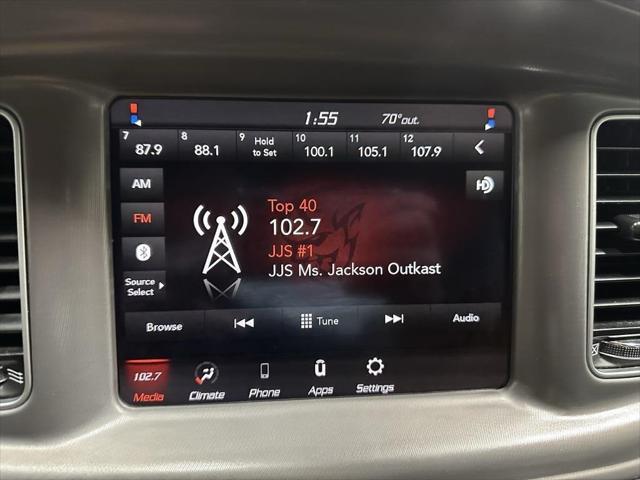 1:55 70°out.
7 87.9 8 88.1 9 Hold to Set 10 100.1 11 105.1 12 107.9
AM
HD
FM
Top 40
102.7
JJS #1
JJS Ms. Jackson Outkast
Source
Select
Browse Tune Audio
102.7
Media Climate Phone Apps Settings